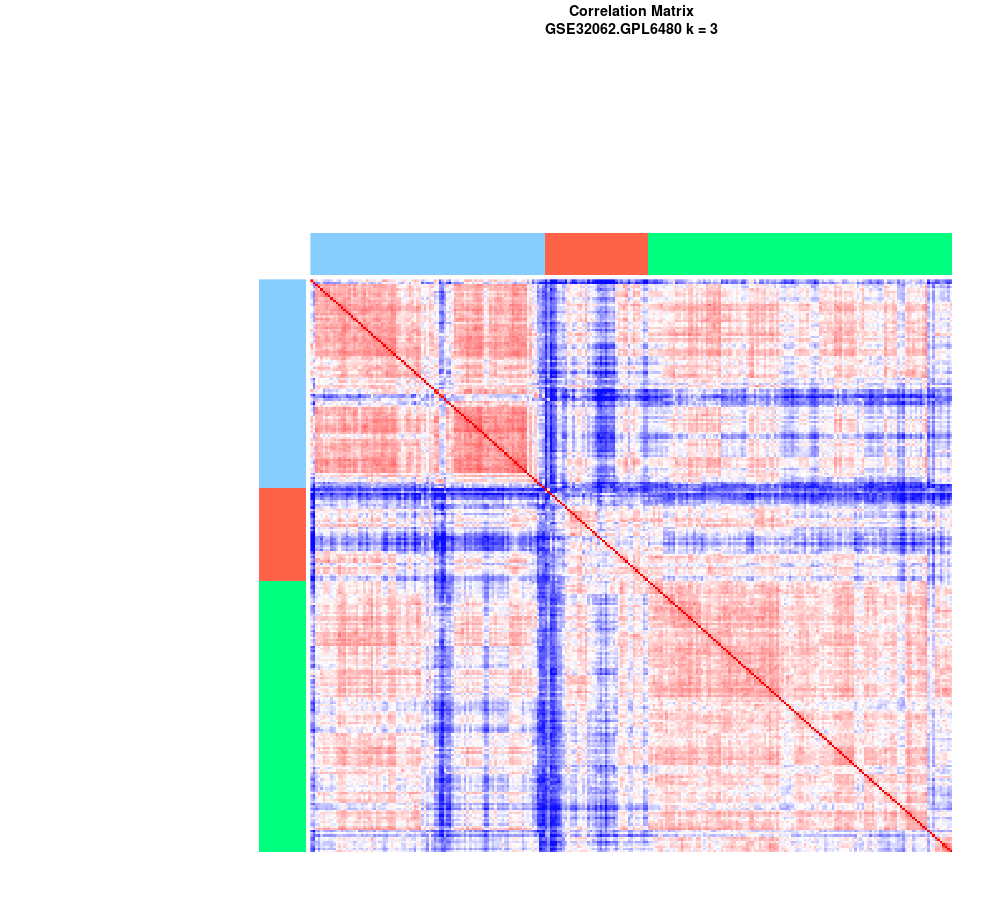 Correlation Matrix
GSE32062.GPL6480 k = 3